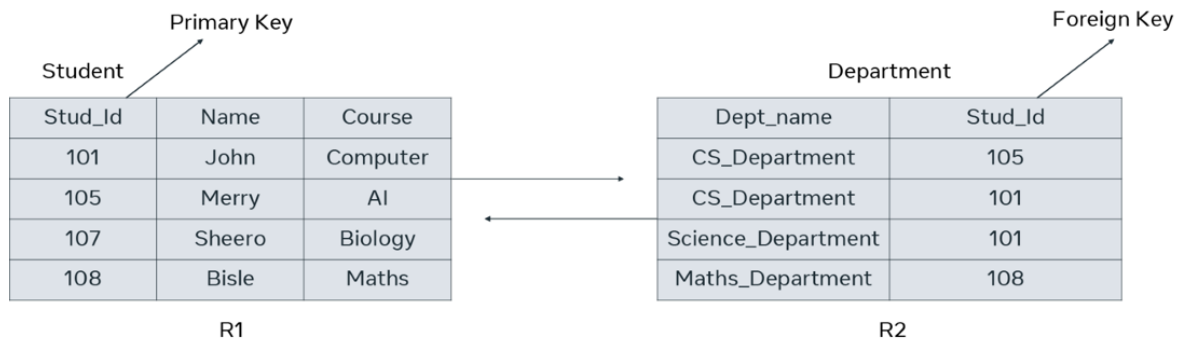 Primary Key
Foreign Key
Student
Department
Stud_Id Name Course
101 John Computer
105 Merry AI
107 Sheero Biology
108 Bisle Maths
R1
Dept_name Stud_Id
CS_Department 105
CS_Department 101
Science_Department 101
Maths_Department 108
R2